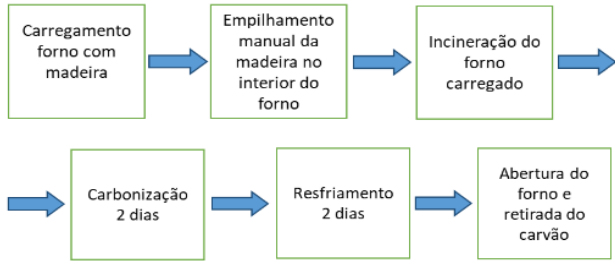 Carregamento
forno com
madeira
Empilhamento
manual da
madeira no
interior do
forno
Incineração do
forno
carregado
Carbonização
2 dias
Resfriamento
2 dias
Abertura do
forno e
retirada do
carvão